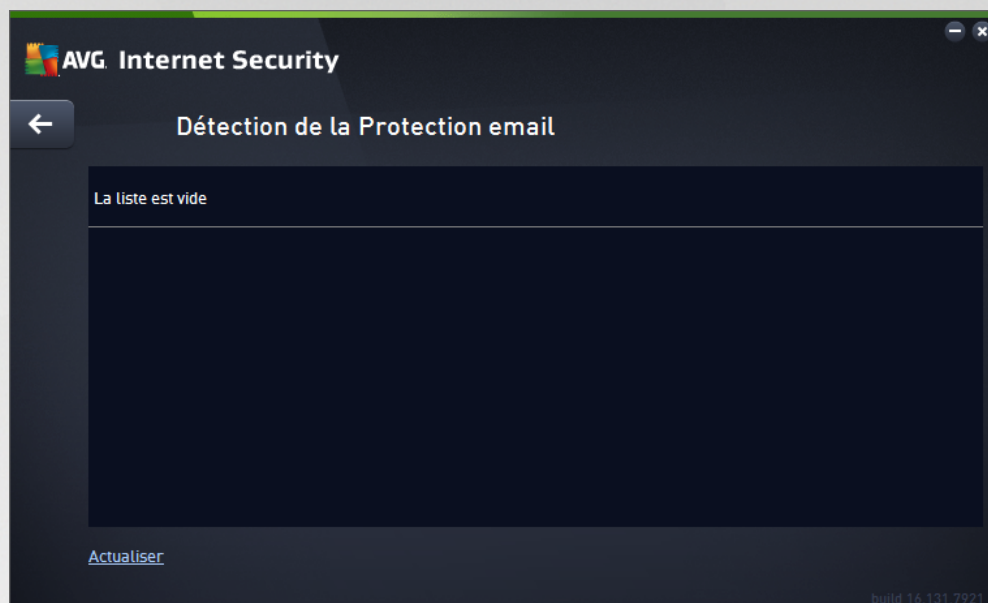 AVG. Internet Security
Détection de la Protection email
La liste est vide
Actualiser
build 16.131.7921